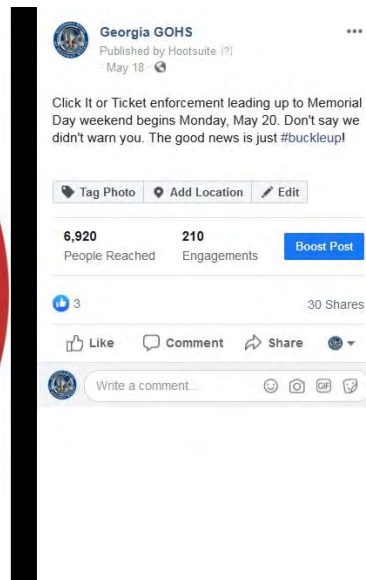 Georgia GOHS
Published by Hootsuite [?]
· May 18 ·
Click It or Ticket enforcement leading up to Memorial
Day weekend begins Monday, May 20. Don't say we
didn't warn you. The good news is just #buckleup!
Tag Photo Add Location Edit
6,920 210 Boost Post
People Reached Engagements
3 30 Shares
Like Comment Share
Write a comment... GIF